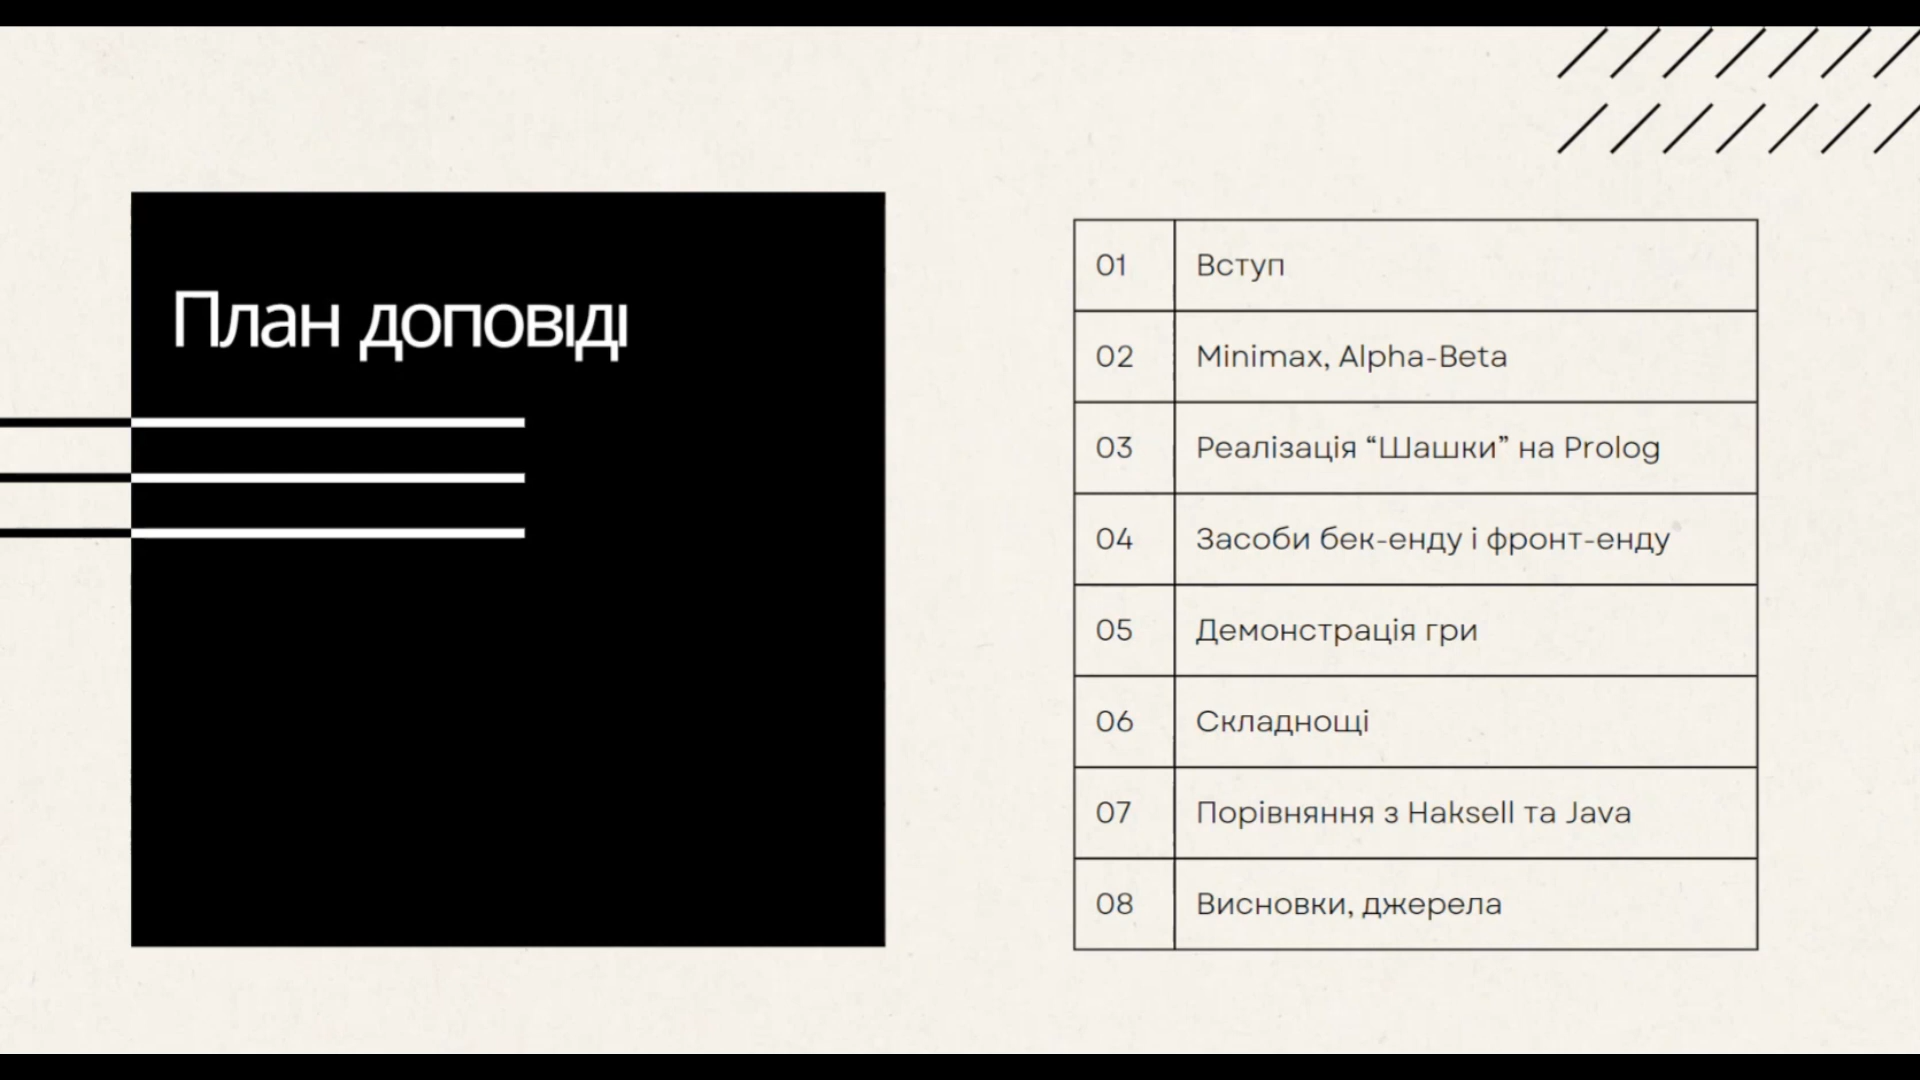 План доповіді
01 Вступ
02 Minimax, Alpha-Beta
03 Реалізація “Шашки” на Prolog
04 Засоби бек-енду і фронт-енду
05 Демонстрація гри
06 Складнощі
07 Порівняння з Haksell та Java
08 Висновки, джерела